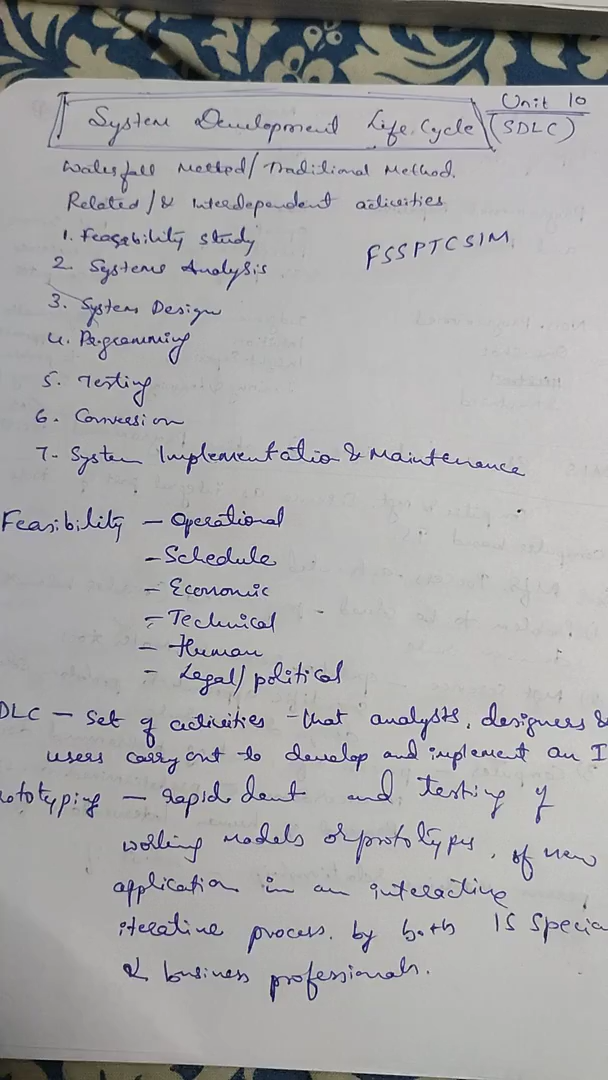 Unit 10
System Development Life Cycle (SDLC)
Waterfall Method/ Traditional Method.
Related/& Interdependent activities
1. Feasability study
FSSPTCSIM
2. Systems Analysis
3. System Design
4. Programming
5. Testing
6. Conversion
7- System Implementation & Maintenance
Feasibility - Operational
- Schedule
- Economic
- Technical
- Human
- Legal/political
DLC - Set of activities that analysts, designers &
users carry out to develop and implement an I
ototyping - rapid and testing of
working models or prototypes, of new
application in an interactive
iterative process. by both IS Specia
& business professionals.